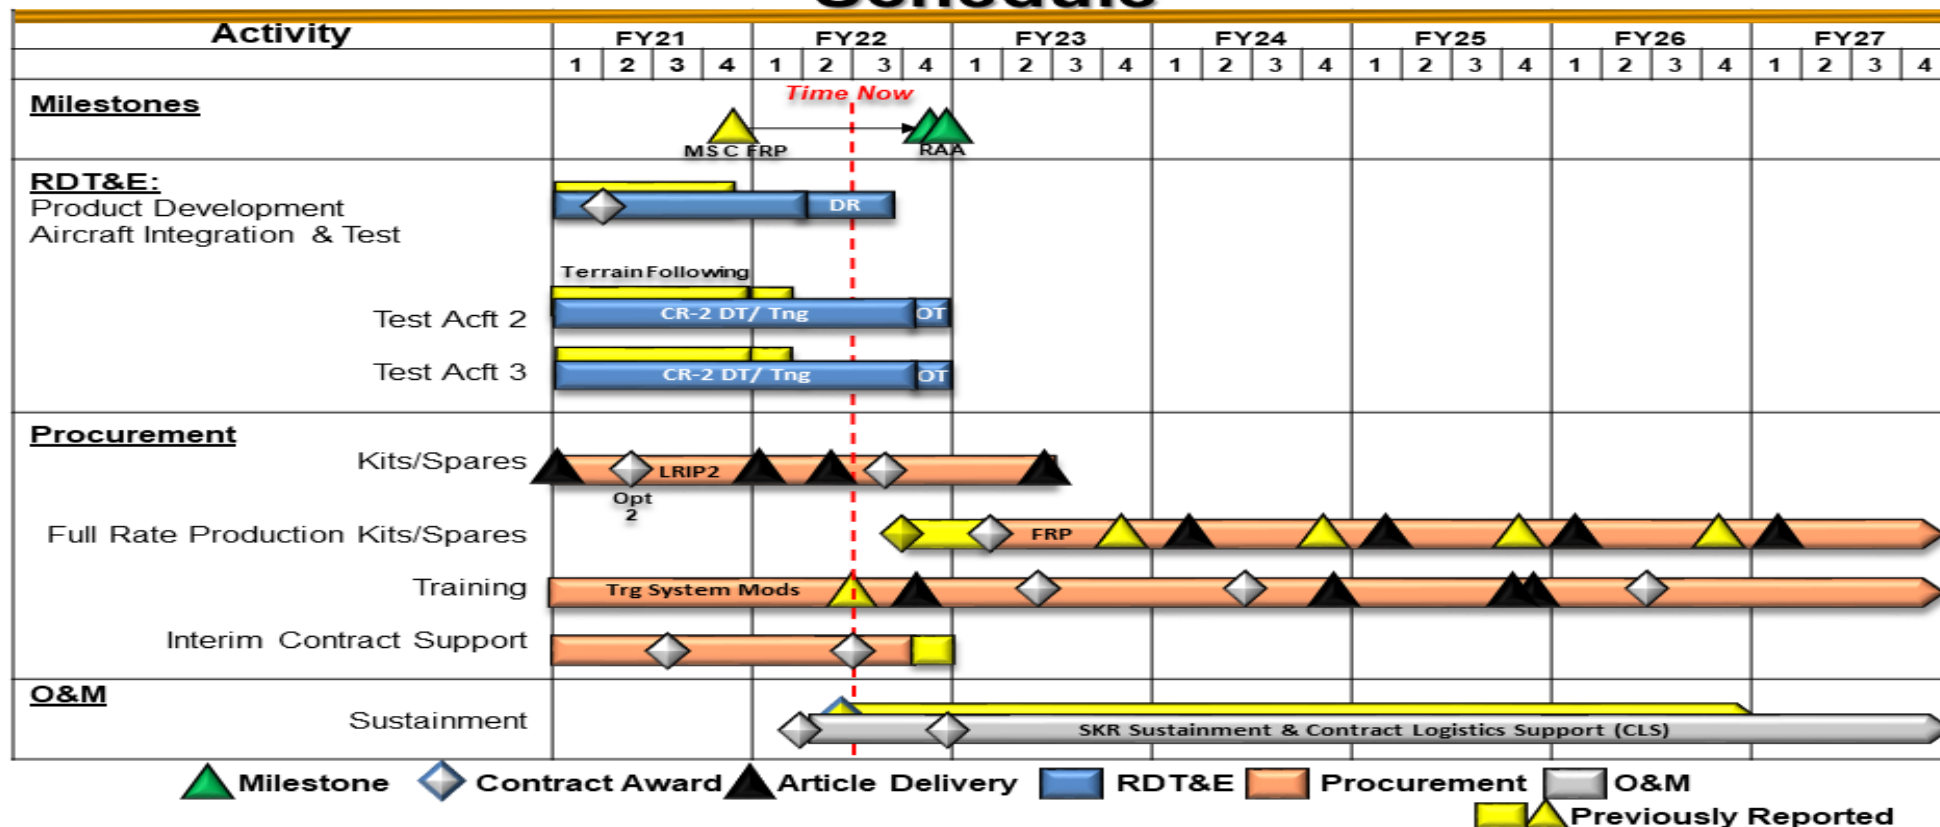 Schedule
Activity
FY21 FY22 FY23 FY24 FY25 FY26 FY27
1 2 3 4 1 2 3 4 1 2 3 4 1 2 3 4 1 2 3 4 1 2 3 4 1 2 3 4
Milestones
Time Now
MS C FRP
RAA
RDT&E:
Product Development
DR
Aircraft Integration & Test
Terrain Following
Test Acft 2
CR-2 DT/ Tng
OT
Test Acft 3
CR-2 DT/ Tng
OT
Procurement
Kits/Spares
LRIP2
Opt
2
Full Rate Production Kits/Spares
FRP
Training
Trg System Mods
Interim Contract Support
O&M
Sustainment
SKR Sustainment & Contract Logistics Support (CLS)
Milestone Contract Award Article Delivery RDT&E Procurement O&M
Previously Reported